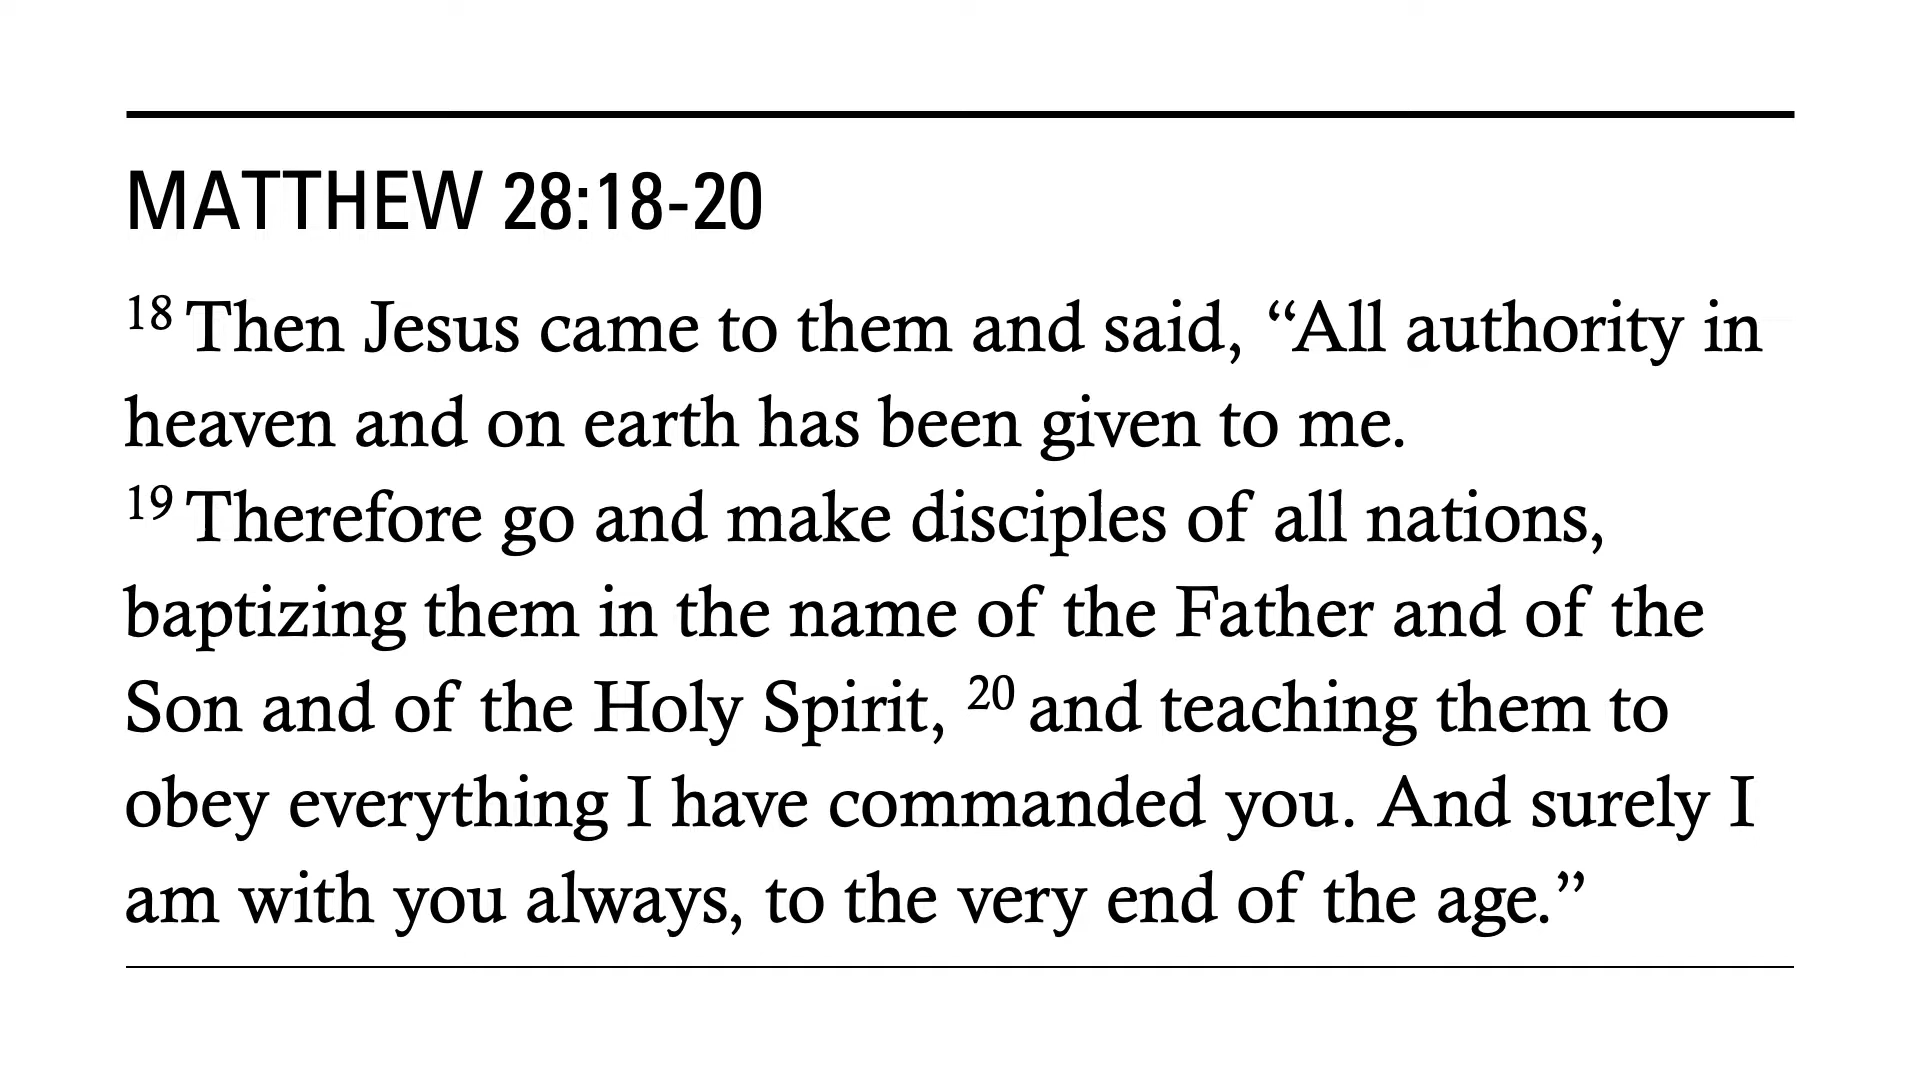 MATTHEW 28:18-20
18 Then Jesus came to them and said, “All authority in
heaven and on earth has been given to me.
19 Therefore go and make disciples of all nations,
baptizing them in the name of the Father and of the
Son and of the Holy Spirit, 20 and teaching them to
obey everything I have commanded you. And surely I
am with you always, to the very end of the age.”